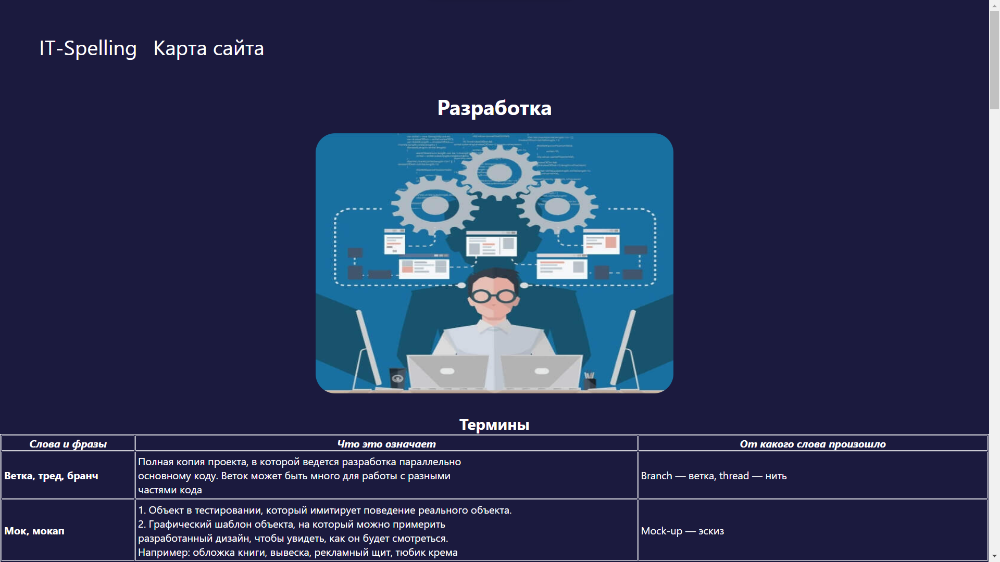 IT-Spelling Карта сайта
Разработка
Термины
Слова и фразы
Что это означает
От какого слова произошло
Ветка, тред, бранч
Полная копия проекта, в которой ведется разработка параллельно
основному коду. Веток может быть много для работы с разными
частями кода
Branch — ветка, thread — нить
Мок, мокап
1. Объект в тестировании, который имитирует поведение реального объекта.
2. Графический шаблон объекта, на который можно примерить
разработанный дизайн, чтобы увидеть, как он будет смотреться.
Например: обложка книги, вывеска, рекламный щит, тюбик крема
Mock-up — эскиз